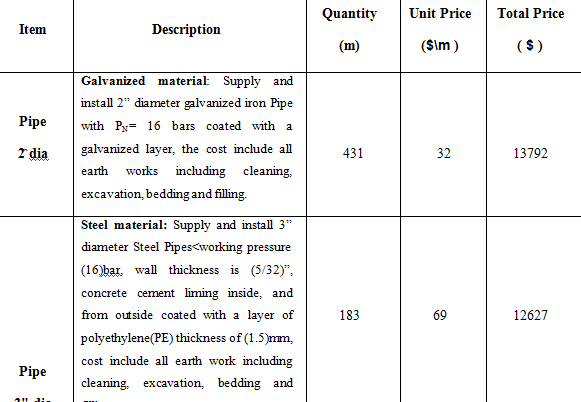 Item Description Quantity (m) Unit Price ($\m ) Total Price ( $ )
Pipe
2" dia
Galvanized material: Supply and
install 2” diameter galvanized iron Pipe
with PN= 16 bars coated with a
galvanized layer, the cost include all
earth works including cleaning,
excavation, bedding and filling.
431 32 13792
Pipe
Steel material: Supply and install 3”
diameter Steel Pipes<working pressure
(16)bar, wall thickness is (5/32)”,
concrete cement liming inside, and
from outside coated with a layer of
polyethylene(PE) thickness of (1.5)mm,
cost include all earth work including
cleaning, excavation, bedding and
183 69 12627